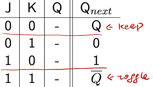 J K Q Qnext
0 0 - Q ← keep
0 1 - 0
1 0 - 1
1 1 - Q̅ ← toggle